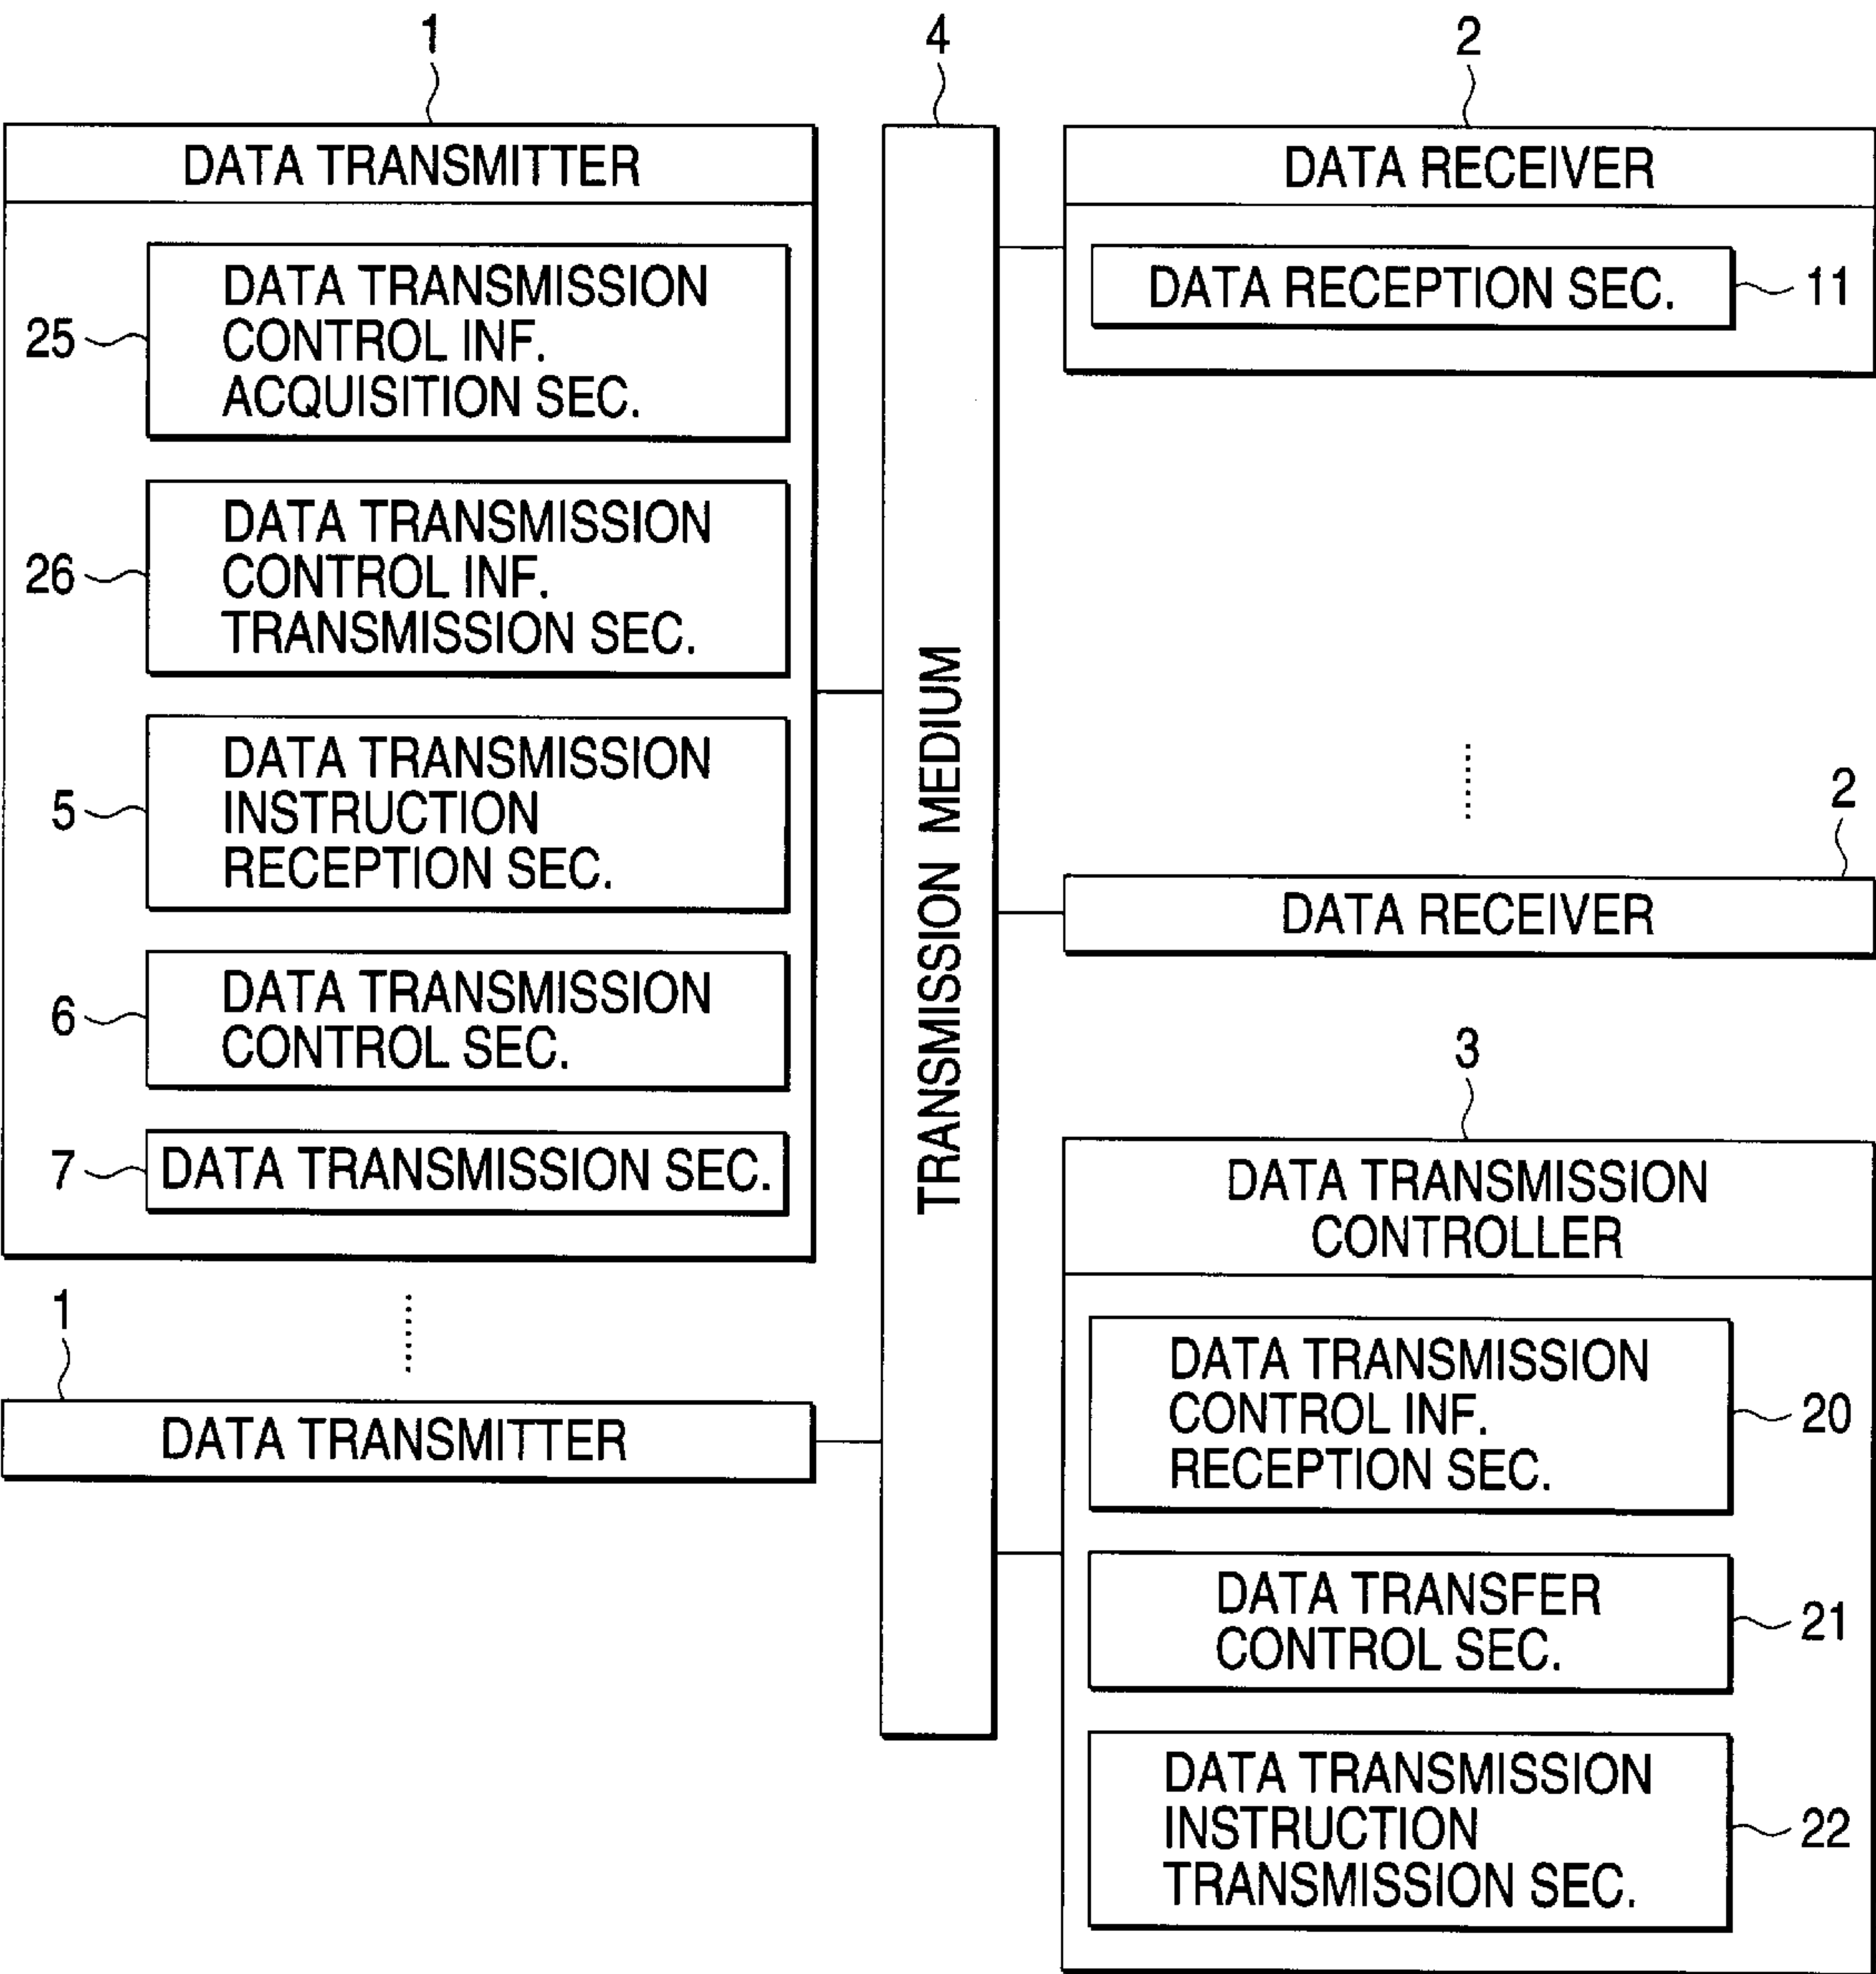 1
DATA TRANSMITTER
25
DATA TRANSMISSION
CONTROL INF.
ACQUISITION SEC.
26
DATA TRANSMISSION
CONTROL INF.
TRANSMISSION SEC.
5
DATA TRANSMISSION
INSTRUCTION
RECEPTION SEC.
6
DATA TRANSMISSION
CONTROL SEC.
7
DATA TRANSMISSION SEC.
1
DATA TRANSMITTER
4
TRANSMISSION MEDIUM
2
DATA RECEIVER
DATA RECEPTION SEC.
11
2
DATA RECEIVER
3
DATA TRANSMISSION
CONTROLLER
DATA TRANSMISSION
CONTROL INF.
RECEPTION SEC.
20
DATA TRANSFER
CONTROL SEC.
21
DATA TRANSMISSION
INSTRUCTION
TRANSMISSION SEC.
22